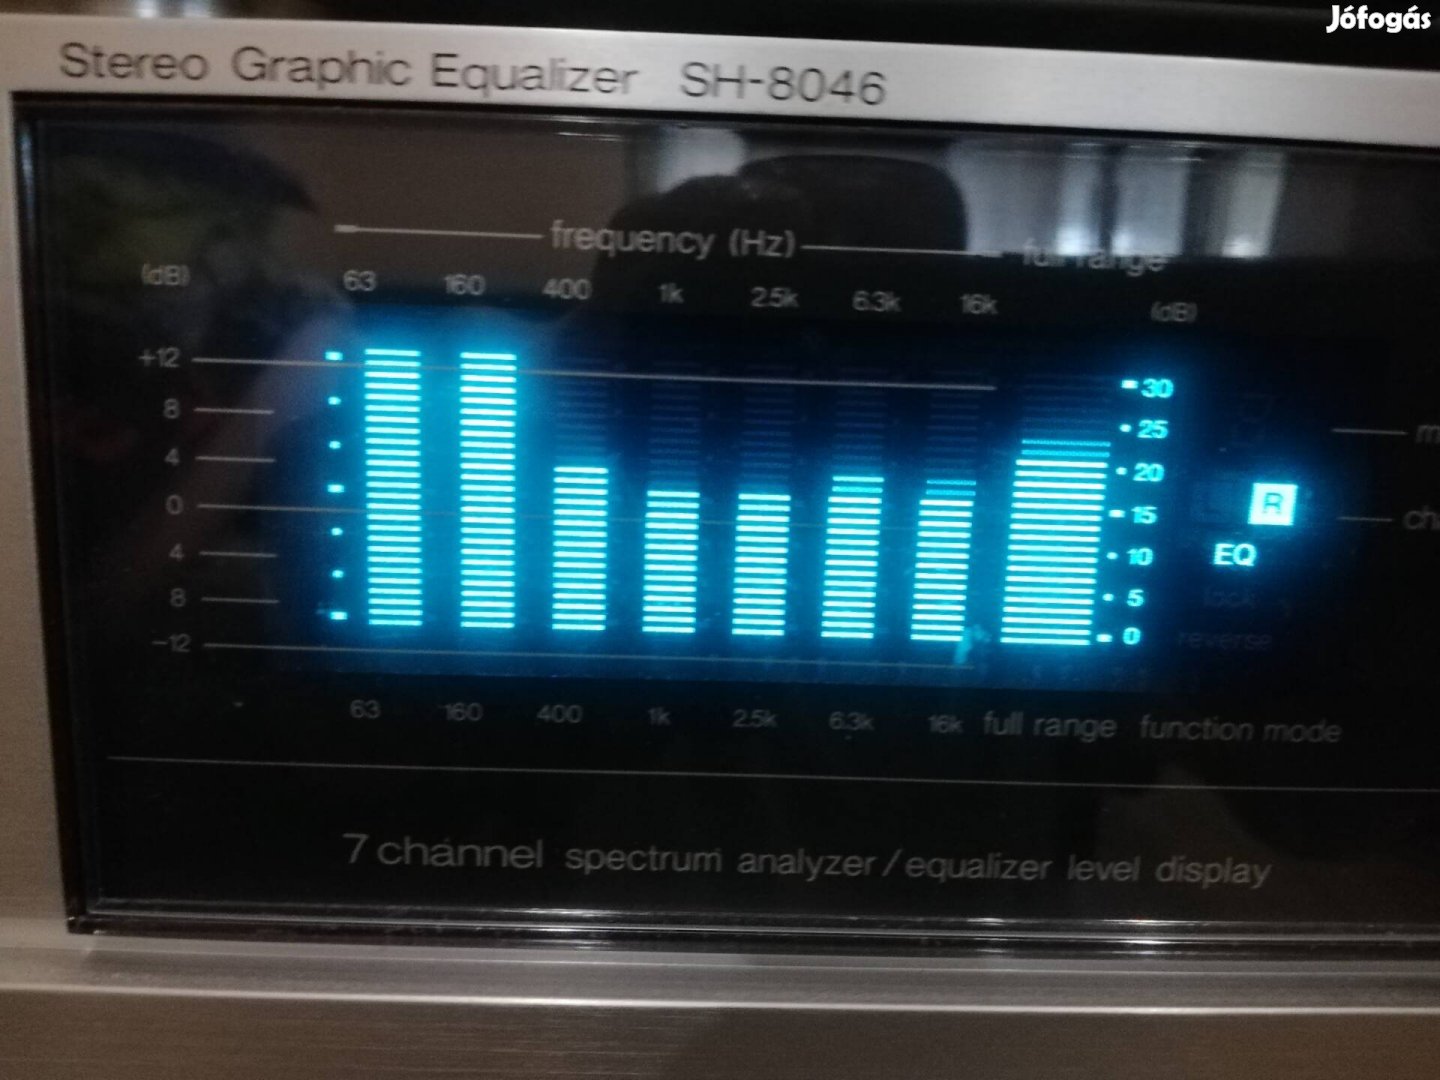 Jófogás
Stereo Graphic Equalizer SH-8046
frequency (Hz) full range
(dB) 63 160 400 1k 2.5k 6.3k 16k (dB)
+12 30
8 25
4 20
0 15 R
4 10 EQ
8 5 lock
-12 0 reverse
63 160 400 1k 2.5k 6.3k 16k full range function mode
7 channel spectrum analyzer/equalizer level display